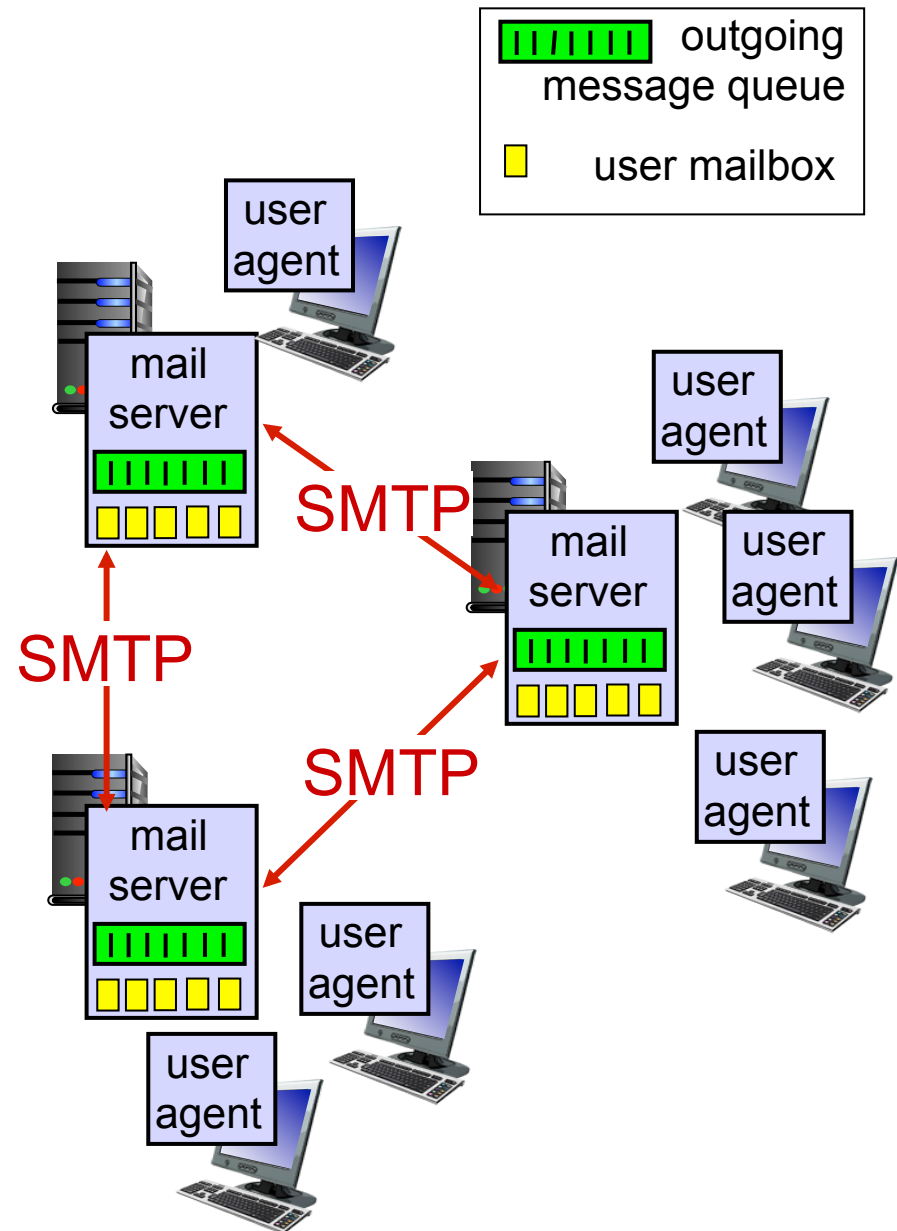 outgoing
message queue
user mailbox
user
agent
mail
server
SMTP
user
agent
mail
server
user
agent
SMTP
SMTP
user
agent
mail
server
user
agent
user
agent